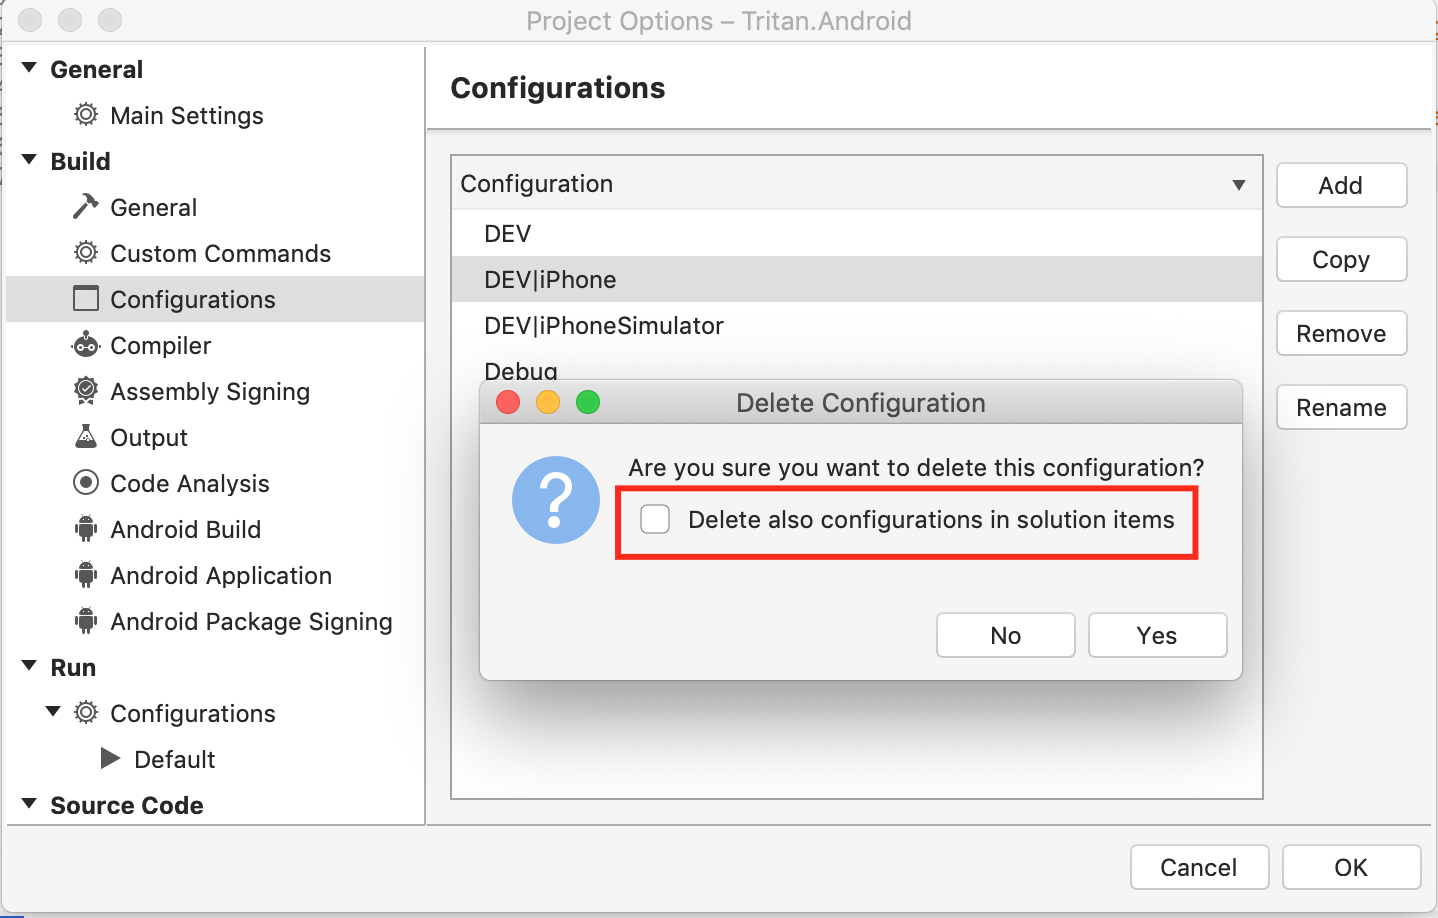 Project Options – Tritan.Android
General
Main Settings
Build
General
Custom Commands
Configurations
Compiler
Assembly Signing
Output
Code Analysis
Android Build
Android Application
Android Package Signing
Run
Configurations
Default
Source Code
Configurations
Configuration
DEV
DEV|iPhone
DEV|iPhoneSimulator
Debug
Add
Copy
Remove
Rename
Delete Configuration
?
Are you sure you want to delete this configuration?
Delete also configurations in solution items
No
Yes
Cancel
OK